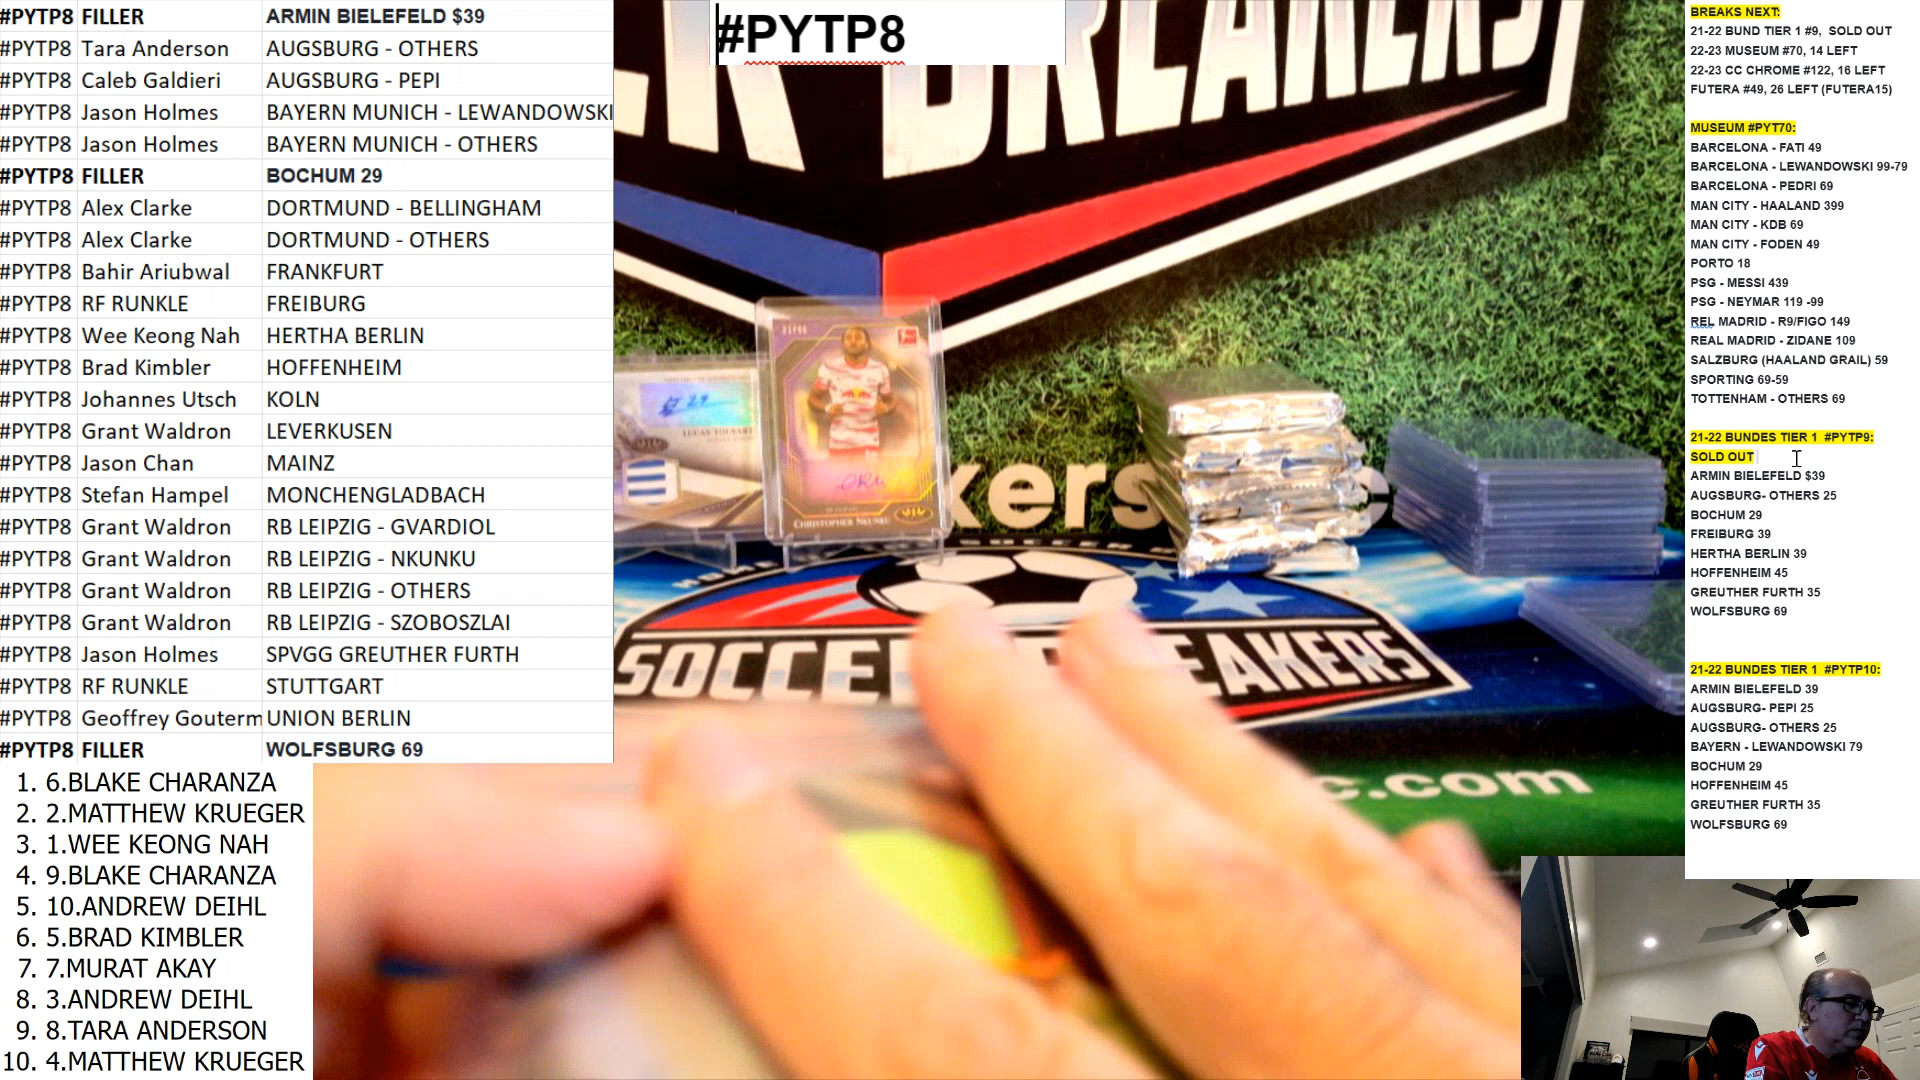 #PYTP8 FILLER ARMIN BIELEFELD $39
#PYTP8 Tara Anderson AUGSBURG - OTHERS
#PYTP8 Caleb Galdieri AUGSBURG - PEPI
#PYTP8 Jason Holmes BAYERN MUNICH - LEWANDOWSKI
#PYTP8 Jason Holmes BAYERN MUNICH - OTHERS
#PYTP8 FILLER BOCHUM 29
#PYTP8 Alex Clarke DORTMUND - BELLINGHAM
#PYTP8 Alex Clarke DORTMUND - OTHERS
#PYTP8 Bahir Ariubwal FRANKFURT
#PYTP8 RF RUNKLE FREIBURG
#PYTP8 Wee Keong Nah HERTHA BERLIN
#PYTP8 Brad Kimbler HOFFENHEIM
#PYTP8 Johannes Utsch KOLN
#PYTP8 Grant Waldron LEVERKUSEN
#PYTP8 Jason Chan MAINZ
#PYTP8 Stefan Hampel MONCHENGLADBACH
#PYTP8 Grant Waldron RB LEIPZIG - GVARDIOL
#PYTP8 Grant Waldron RB LEIPZIG - NKUNKU
#PYTP8 Grant Waldron RB LEIPZIG - OTHERS
#PYTP8 Grant Waldron RB LEIPZIG - SZOBOSZLAI
#PYTP8 Jason Holmes SPVGG GREUTHER FURTH
#PYTP8 RF RUNKLE STUTTGART
#PYTP8 Geoffrey Gouterm UNION BERLIN
#PYTP8 FILLER WOLFSBURG 69
1. 6.BLAKE CHARANZA
2. 2.MATTHEW KRUEGER
3. 1.WEE KEONG NAH
4. 9.BLAKE CHARANZA
5. 10.ANDREW DEIHL
6. 5.BRAD KIMBLER
7. 7.MURAT AKAY
8. 3.ANDREW DEIHL
9. 8.TARA ANDERSON
10. 4.MATTHEW KRUEGER
#PYTP8
BREAKERS
CHRISTOPHER NKUNKU
kers
SOCCER BREAKERS
c.com
BREAKS NEXT:
21-22 BUND TIER 1 #9, SOLD OUT
22-23 MUSEUM #70, 14 LEFT
22-23 CC CHROME #122, 16 LEFT
FUTERA #49, 26 LEFT (FUTERA15)
MUSEUM #PYT70:
BARCELONA - FATI 49
BARCELONA - LEWANDOWSKI 99-79
BARCELONA - PEDRI 69
MAN CITY - HAALAND 399
MAN CITY - KDB 69
MAN CITY - FODEN 49
PORTO 18
PSG - MESSI 439
PSG - NEYMAR 119 -99
REL MADRID - R9/FIGO 149
REAL MADRID - ZIDANE 109
SALZBURG (HAALAND GRAIL) 59
SPORTING 69-59
TOTTENHAM - OTHERS 69
21-22 BUNDES TIER 1 #PYTP9:
SOLD OUT
ARMIN BIELEFELD $39
AUGSBURG- OTHERS 25
BOCHUM 29
FREIBURG 39
HERTHA BERLIN 39
HOFFENHEIM 45
GREUTHER FURTH 35
WOLFSBURG 69
21-22 BUNDES TIER 1 #PYTP10:
ARMIN BIELEFELD 39
AUGSBURG- PEPI 25
AUGSBURG- OTHERS 25
BAYERN - LEWANDOWSKI 79
BOCHUM 29
HOFFENHEIM 45
GREUTHER FURTH 35
WOLFSBURG 69